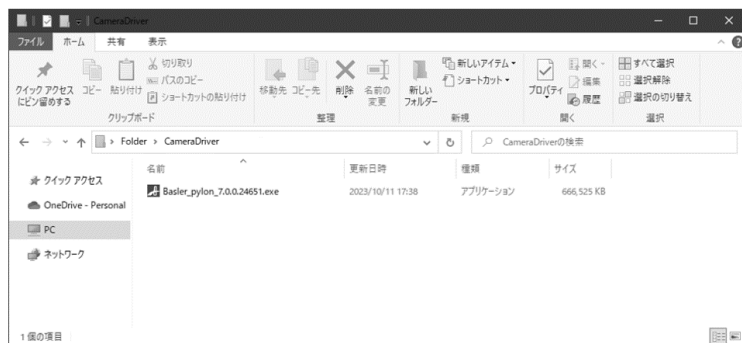 CameraDriver
ファイル ホーム 共有 表示
クイック アクセスにピン留めする
コピー
貼り付け
切り取り
パスのコピー
ショートカットの貼り付け
クリップボード
移動先
コピー先
削除
名前の変更
整理
新しいフォルダー
新しいアイテム
ショートカット
新規
プロパティ
開く
編集
履歴
開く
すべて選択
選択解除
選択の切り替え
選択
Folder > CameraDriver
CameraDriverの検索
クイック アクセス
OneDrive - Personal
PC
ネットワーク
名前 更新日時 種類 サイズ
Basler_pylon_7.0.0.24651.exe 2023/10/11 17:38 アプリケーション 666,525 KB
1 個の項目